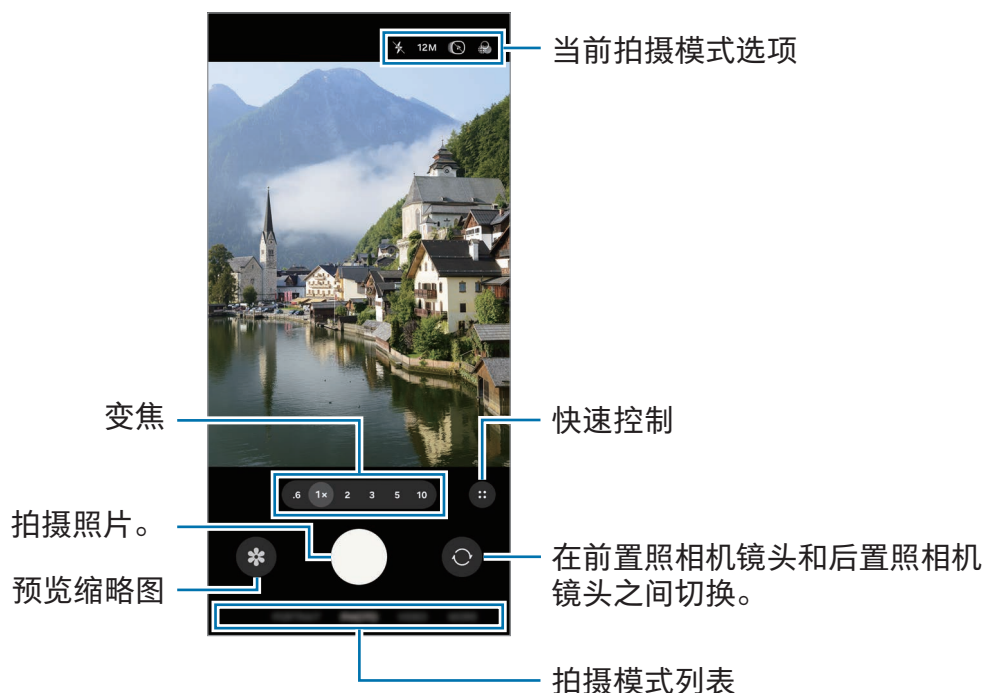 12M
当前拍摄模式选项
变焦
快速控制
.6 1× 2 3 5 10
拍摄照片。
预览缩略图
在前置照相机镜头和后置照相机
镜头之间切换。
拍摄模式列表